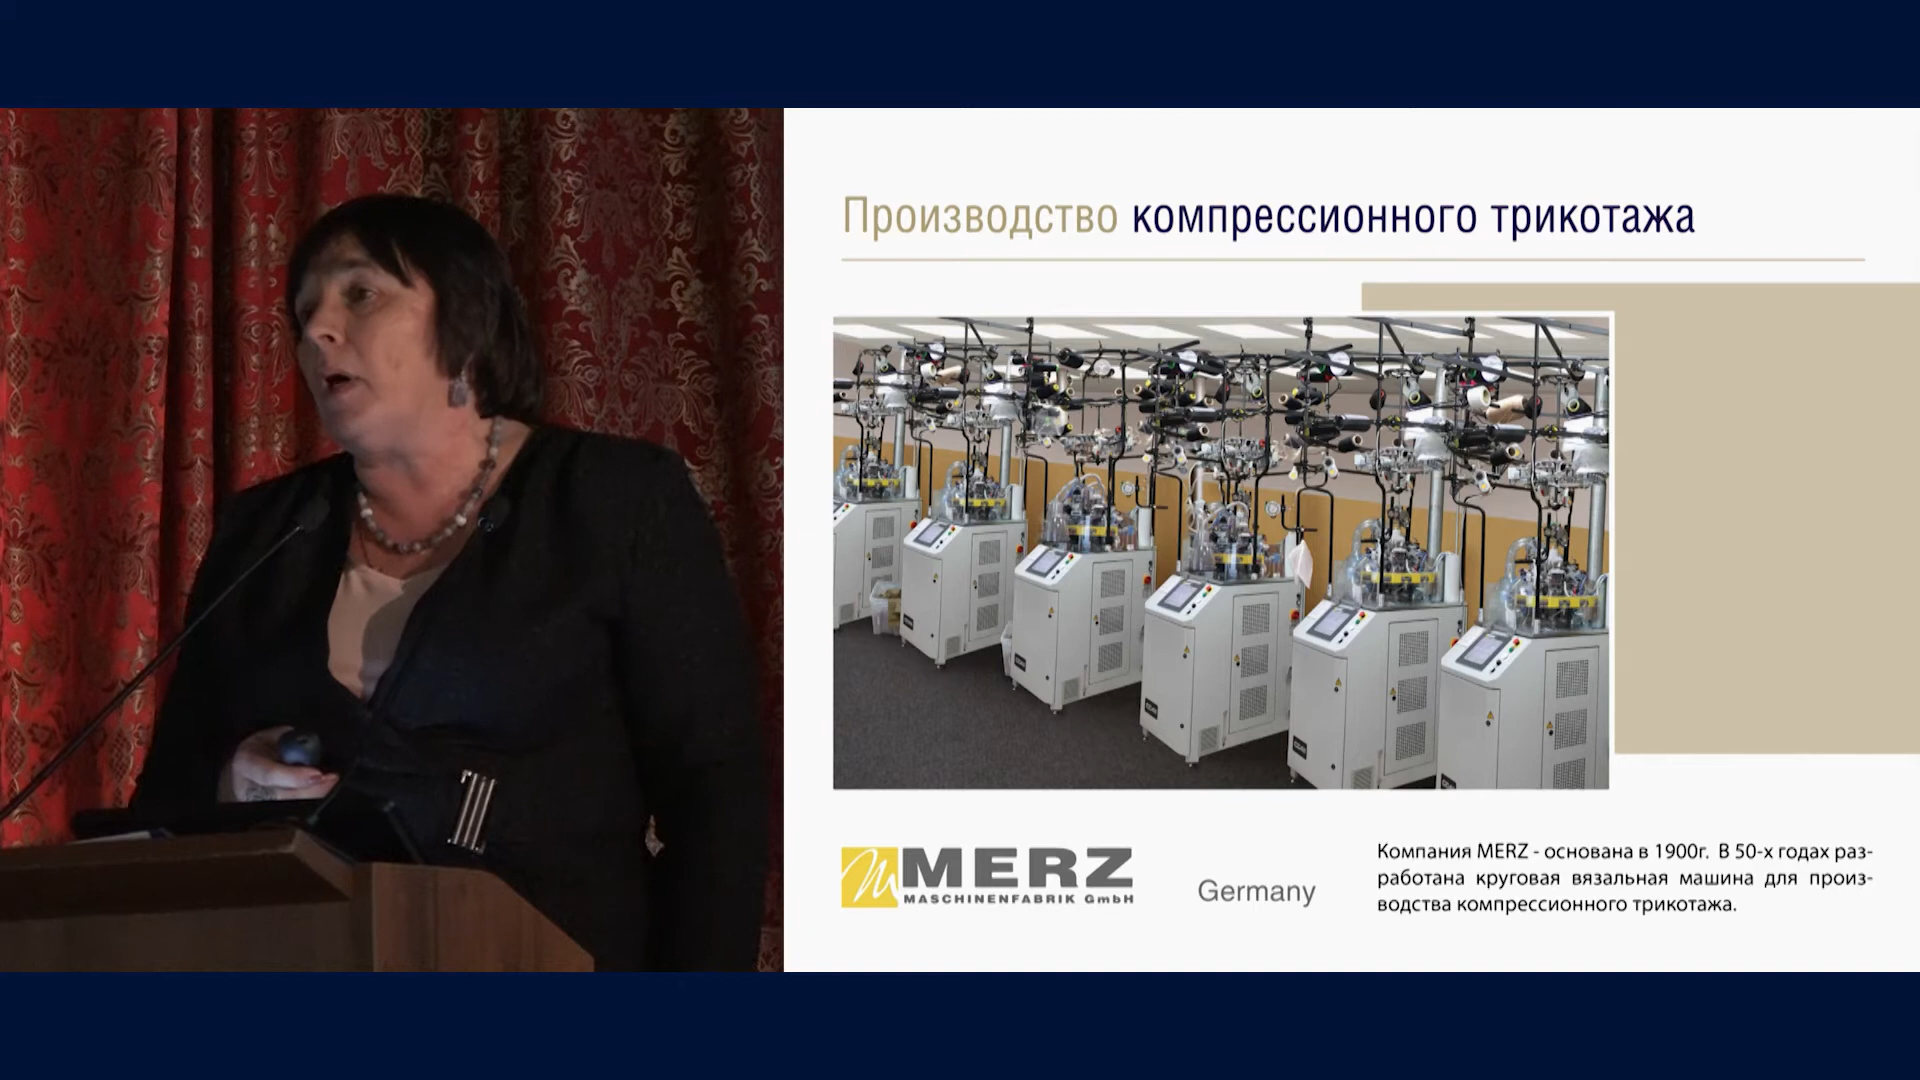 Производство компрессионного трикотажа
MERZ
MASCHINENFABRIK GmbH
Germany
Компания MERZ - основана в 1900г. В 50-х годах раз-
работана круговая вязальная машина для произ-
водства компрессионного трикотажа.